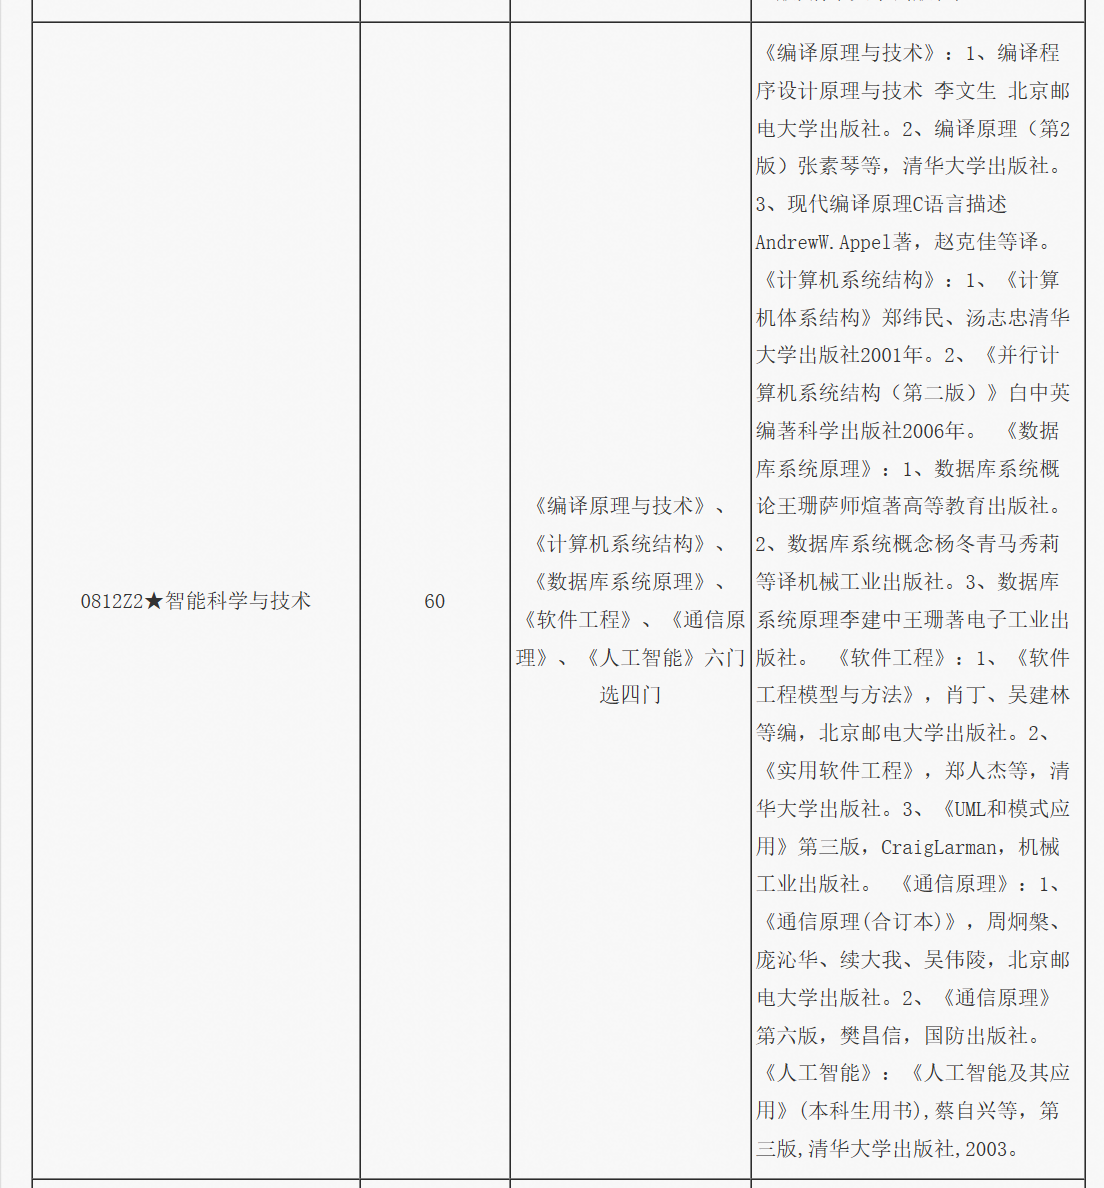 0812Z2★智能科学与技术
60
《编译原理与技术》、
《计算机系统结构》、
《数据库系统原理》、
《软件工程》、《通信原
理》、《人工智能》六门
选四门
《编译原理与技术》：1、编译程
序设计原理与技术 李文生 北京邮
电大学出版社。2、编译原理（第2
版）张素琴等，清华大学出版社。
3、现代编译原理C语言描述
AndrewW.Appel著，赵克佳等译。
《计算机系统结构》：1、《计算
机体系结构》郑纬民、汤志忠清华
大学出版社2001年。2、《并行计
算机系统结构（第二版）》白中英
编著科学出版社2006年。 《数据
库系统原理》：1、数据库系统概
论王珊萨师煊著高等教育出版社。
2、数据库系统概念杨冬青马秀莉
等译机械工业出版社。3、数据库
系统原理李建中王珊著电子工业出
版社。 《软件工程》：1、《软件
工程模型与方法》，肖丁、吴建林
等编，北京邮电大学出版社。2、
《实用软件工程》，郑人杰等，清
华大学出版社。3、《UML和模式应
用》第三版，CraigLarman，机械
工业出版社。 《通信原理》：1、
《通信原理(合订本)》，周炯槃、
庞沁华、续大我、吴伟陵，北京邮
电大学出版社。2、《通信原理》
第六版，樊昌信，国防出版社。
《人工智能》：《人工智能及其应
用》(本科生用书),蔡自兴等，第
三版,清华大学出版社,2003。